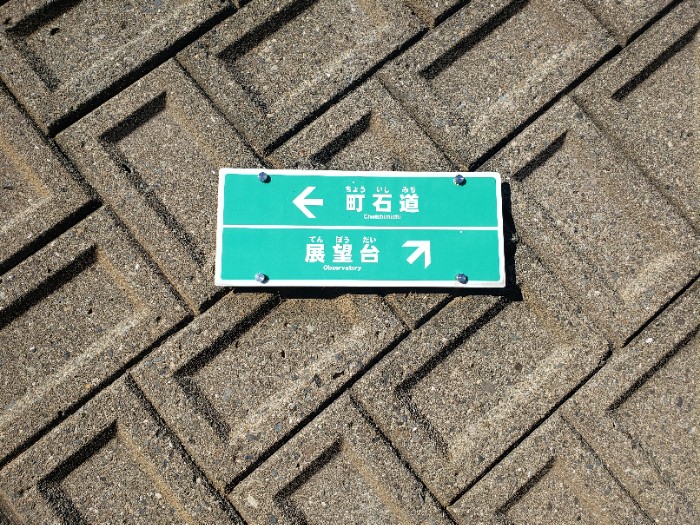 ← ちょう いし みち
町石道
Choishimichi
てん ぼう だい
展望台 ↗
Observatory